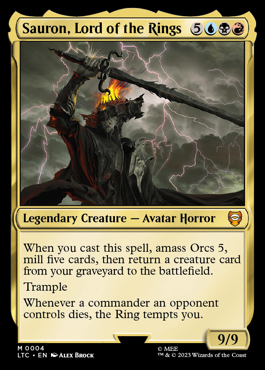 Sauron, Lord of the Rings 5
Legendary Creature — Avatar Horror
When you cast this spell, amass Orcs 5,
mill five cards, then return a creature card
from your graveyard to the battlefield.
Trample
Whenever a commander an opponent
controls dies, the Ring tempts you.
9/9
M 0004
LTC • EN ALEX BROCK
© MEE
™ & © 2023 Wizards of the Coast